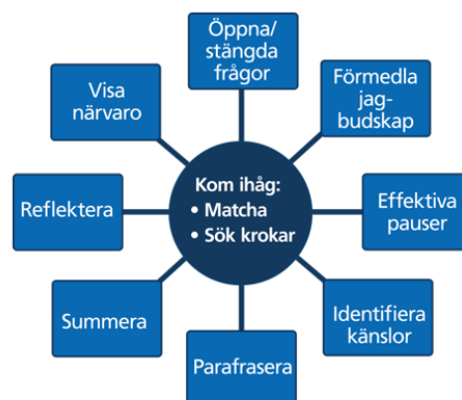 Öppna/
stängda
frågor
Förmedla
jag-
budskap
Effektiva
pauser
Identifiera
känslor
Parafrasera
Summera
Reflektera
Visa
närvaro
Kom ihåg:
• Matcha
• Sök krokar